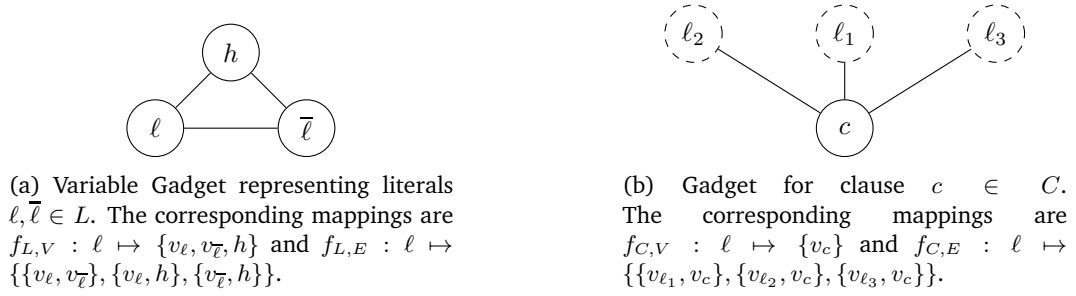 h
ℓ
ℓ̅
(a) Variable Gadget representing literals
ℓ, ℓ̅ ∈ L. The corresponding mappings are
f_{L,V} : ℓ ↦ {v_ℓ, v_ℓ̅, h} and f_{L,E} : ℓ ↦
{{v_ℓ, v_ℓ̅}, {v_ℓ, h}, {v_ℓ̅, h}}.
ℓ₂ ℓ₁ ℓ₃
c
(b) Gadget for clause c ∈ C.
The corresponding mappings are
f_{C,V} : ℓ ↦ {v_c} and f_{C,E} : ℓ ↦
{{v_{ℓ₁}, v_c}, {v_{ℓ₂}, v_c}, {v_{ℓ₃}, v_c}}.